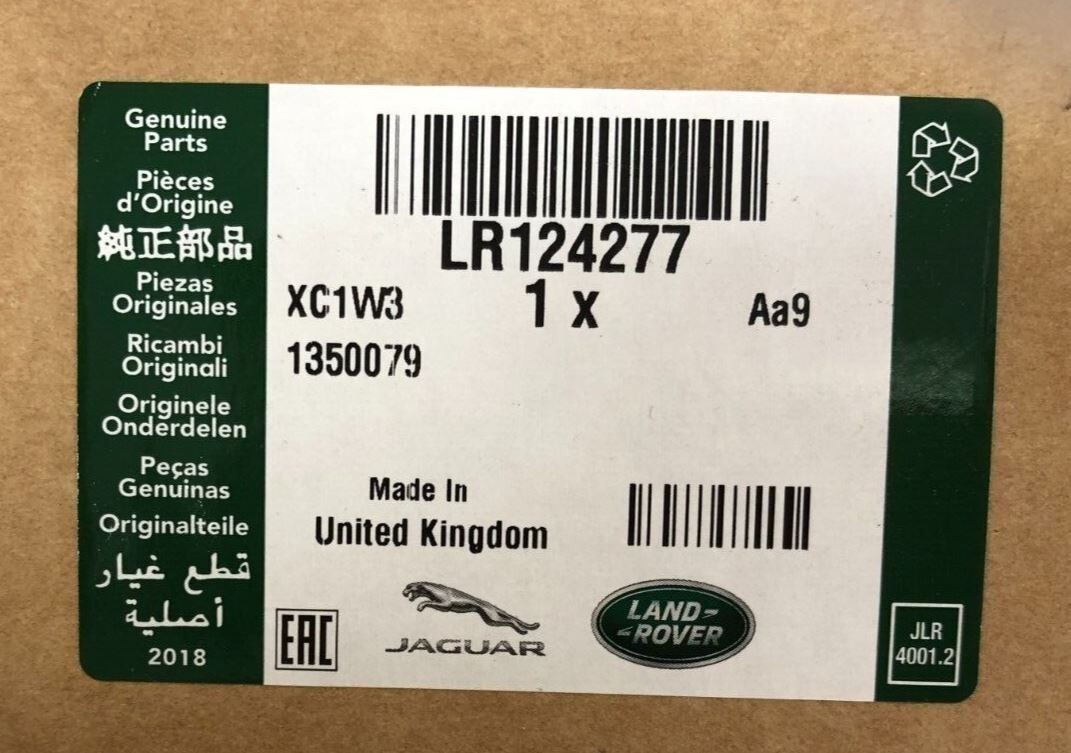 Genuine
Parts
Pièces
d'Origine
純正部品
Piezas
Originales
Ricambi
Originali
Originele
Onderdelen
Peças
Genuinas
Originalteile
قطع غيار
أصلية
2018
LR124277
XC1W3
1 x
Aa9
1350079
Made In
United Kingdom
EAC
JAGUAR
LAND-
-ROVER
JLR
4001.2